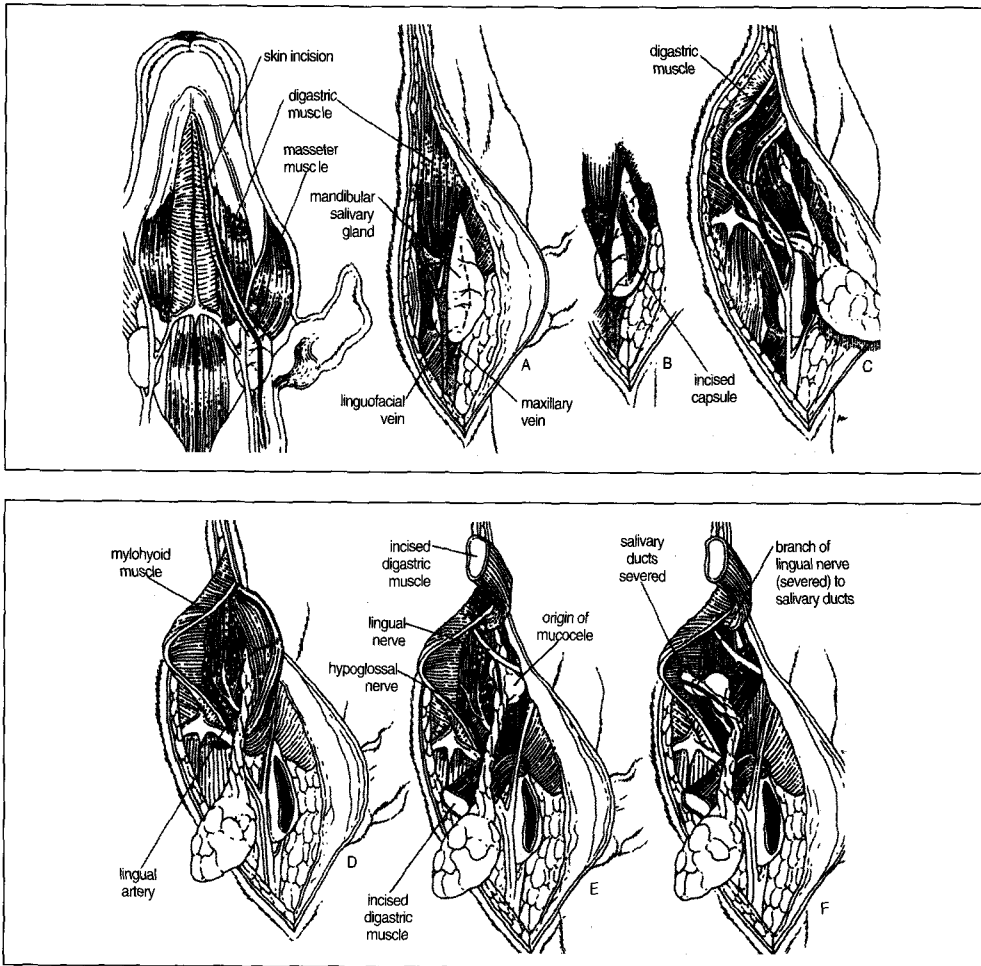 skin incision
digastric
muscle
masseter
muscle
mandibular
salivary
gland
linguofacial
vein
maxillary
vein
A
B
incised
capsule
digastric
muscle
C
mylohyoid
muscle
lingual
artery
D
incised
digastric
muscle
lingual
nerve
hypoglossal
nerve
origin of
mucocele
incised
digastric
muscle
E
salivary
ducts
severed
branch of
lingual nerve
(severed) to
salivary ducts
F